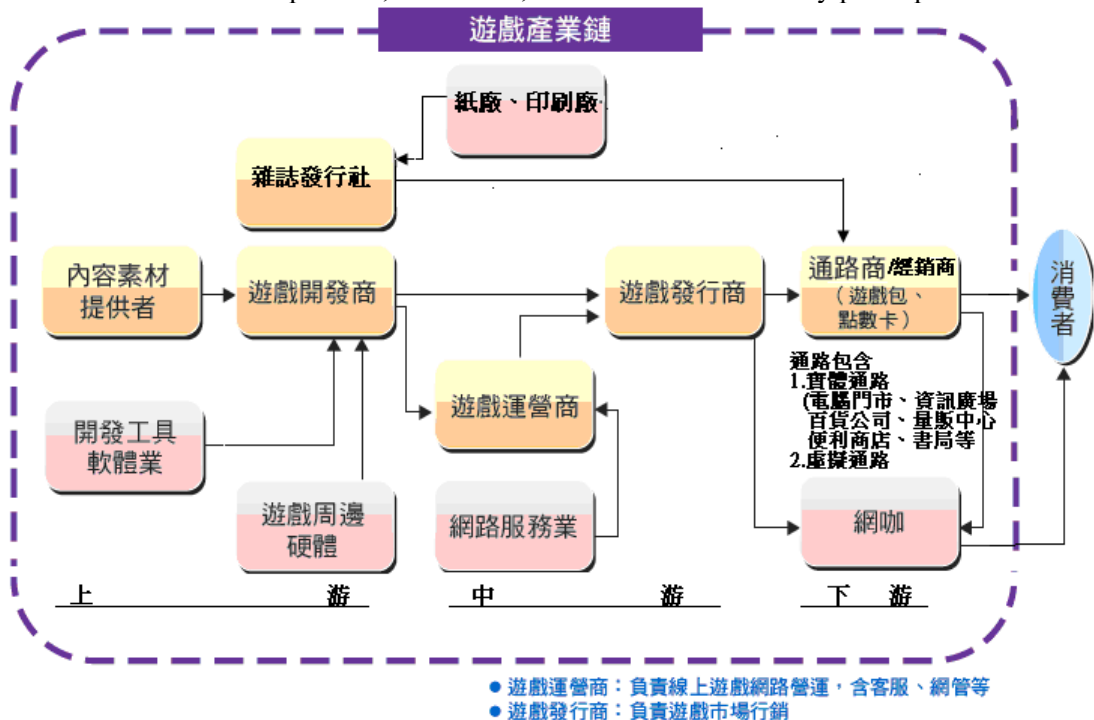 遊戲產業鏈
紙廠、印刷廠
雜誌發行社
內容素材
提供者
遊戲開發商
遊戲發行商
通路商/經銷商
（遊戲包、
點數卡）
消
費
者
遊戲運營商
通路包含
1.實體通路
(電腦門市、資訊廣場
百貨公司、量販中心
便利商店、書局等
2.虛擬通路
開發工具
軟體業
遊戲周邊
硬體
網路服務業
網咖
上 游
中 游
下 游
● 遊戲運營商：負責線上遊戲網路營運，含客服、網管等
● 遊戲發行商：負責遊戲市場行銷